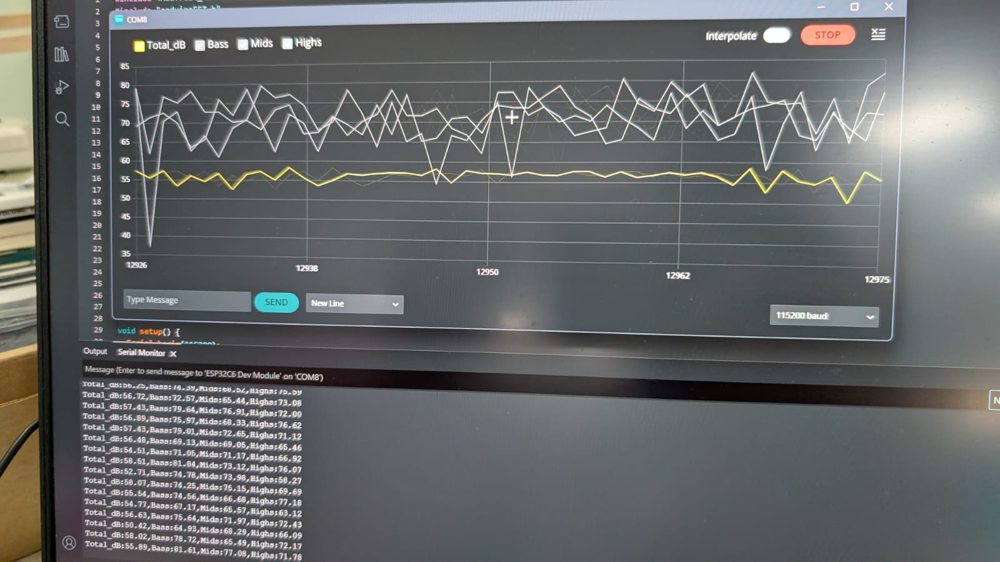 COM8
Total_dB Bass Mids Highs
Interpolate STOP
85
80
75
70
65
60
55
50
45
40
35
12926 12938 12950 12962 12975
Type Message SEND New Line 115200 baud
1
2
3
4
5
6
7
8
9
10
11
12
13
14
15
16
17
18
19
20
21
22
23
24
25
26
27
28
29 void setup() {
Output Serial Monitor
Message (Enter to send message to 'ESP32C6 Dev Module' on 'COM8')
Total_dB:56.25,Bass:74.39,Mids:68.52,Highs:75.59
Total_dB:56.72,Bass:72.57,Mids:65.44,Highs:73.08
Total_dB:57.43,Bass:79.64,Mids:76.91,Highs:72.00
Total_dB:56.89,Bass:75.97,Mids:68.33,Highs:76.62
Total_dB:57.43,Bass:79.01,Mids:72.65,Highs:71.12
Total_dB:56.48,Bass:69.13,Mids:69.05,Highs:65.46
Total_dB:54.51,Bass:71.05,Mids:71.17,Highs:66.92
Total_dB:58.51,Bass:81.84,Mids:73.12,Highs:76.07
Total_dB:52.71,Bass:74.78,Mids:73.98,Highs:58.27
Total_dB:58.07,Bass:74.25,Mids:75.15,Highs:69.69
Total_dB:55.54,Bass:74.56,Mids:66.68,Highs:77.18
Total_dB:54.77,Bass:67.17,Mids:65.57,Highs:63.12
Total_dB:56.63,Bass:75.64,Mids:71.97,Highs:72.43
Total_dB:50.42,Bass:64.93,Mids:68.29,Highs:66.09
Total_dB:58.02,Bass:78.72,Mids:65.49,Highs:72.17
Total_dB:55.89,Bass:81.61,Mids:77.08,Highs:71.78